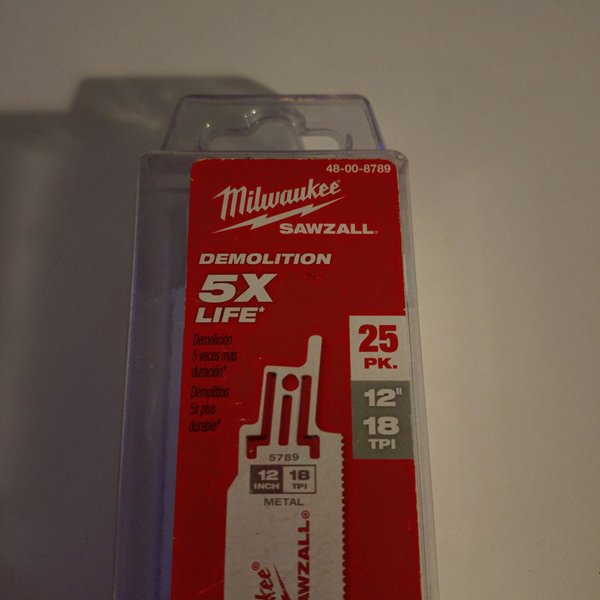 48-00-8789
Milwaukee®
SAWZALL®
DEMOLITION
5X
LIFE*
Demolición
5 veces más
duración*
Démolition
5x plus
durable*
25
PK.
12"
18
TPI
5789
12 18
INCH TPI
METAL
Milwaukee
SAWZALL®